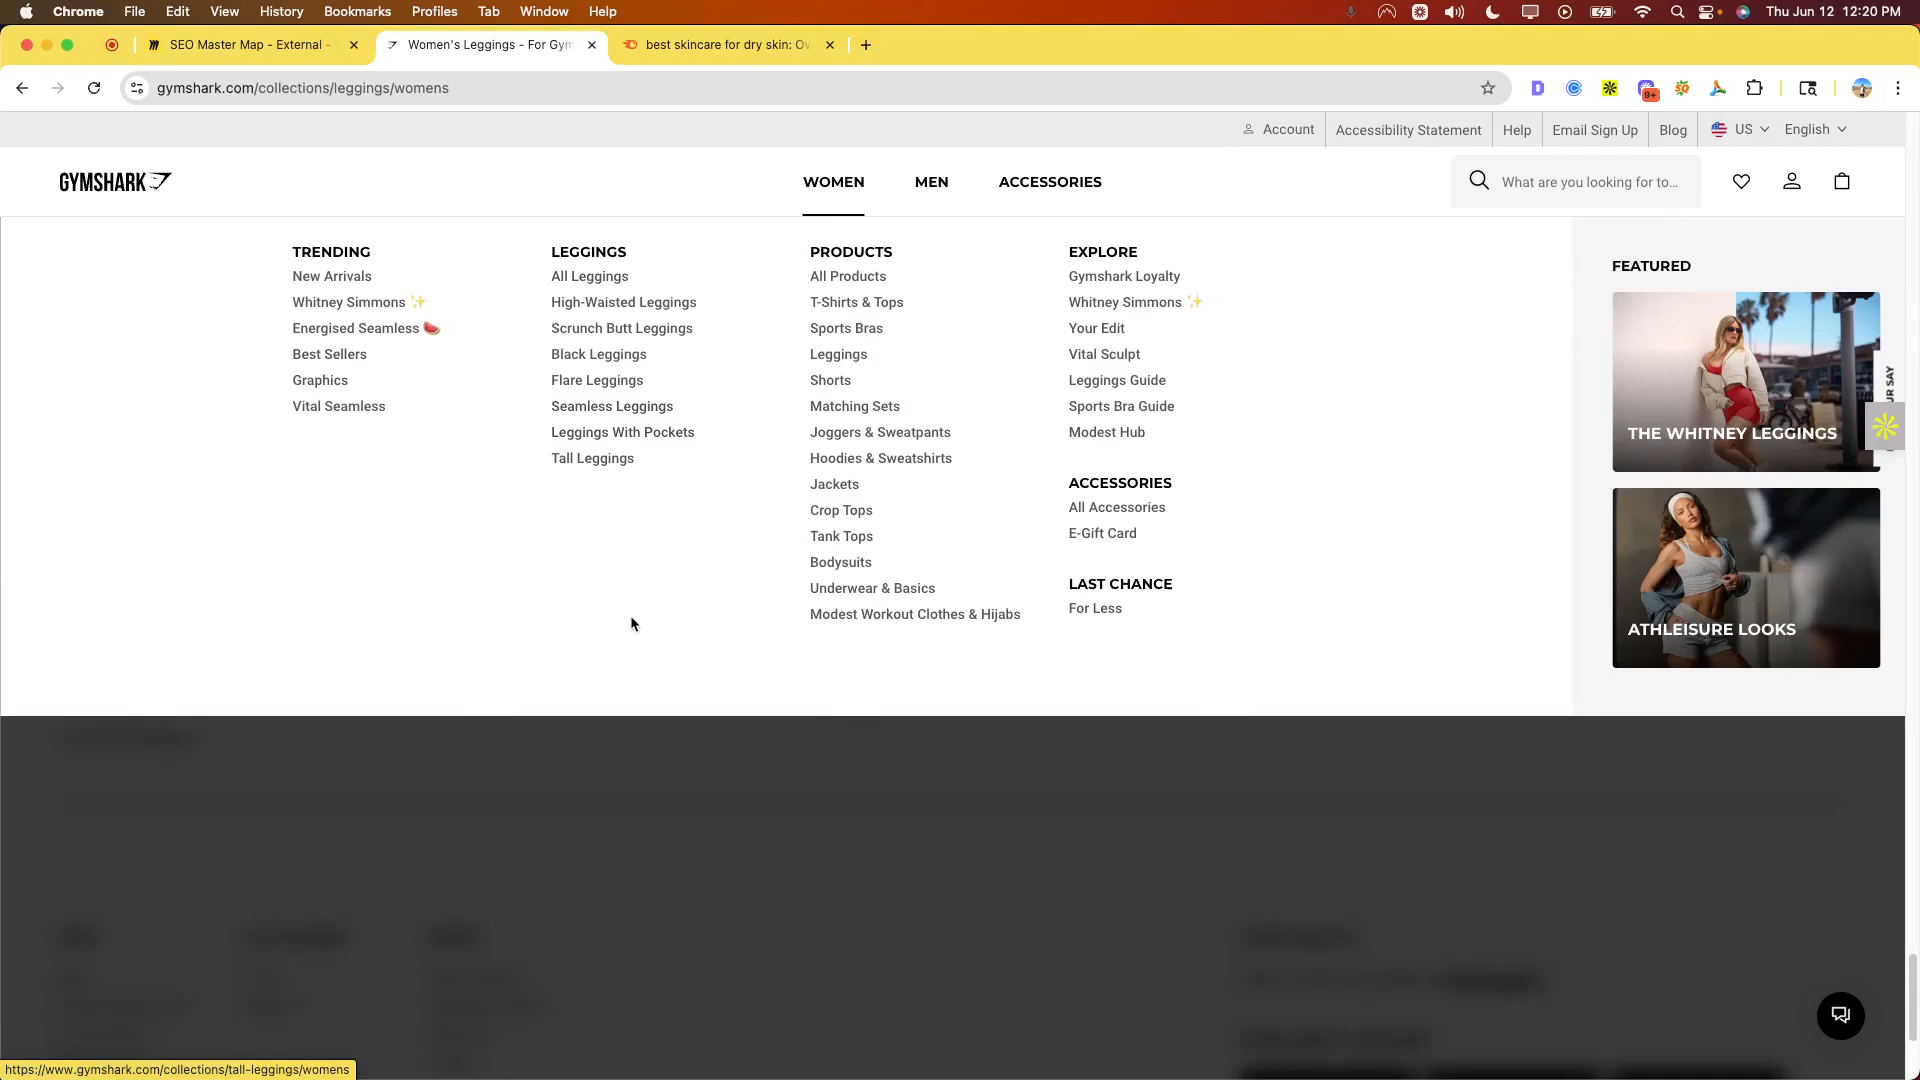 Chrome File Edit View History Bookmarks Profiles Tab Window Help Thu Jun 12 12:20 PM
SEO Master Map - External - Women's Leggings - For Gym best skincare for dry skin: Ov
gymshark.com/collections/leggings/womens
9+
Account Accessibility Statement Help Email Sign Up Blog US English
GYMSHARK WOMEN MEN ACCESSORIES What are you looking for to...
TRENDING
New Arrivals
Whitney Simmons ✨
Energised Seamless 🍉
Best Sellers
Graphics
Vital Seamless
LEGGINGS
All Leggings
High-Waisted Leggings
Scrunch Butt Leggings
Black Leggings
Flare Leggings
Seamless Leggings
Leggings With Pockets
Tall Leggings
PRODUCTS
All Products
T-Shirts & Tops
Sports Bras
Leggings
Shorts
Matching Sets
Joggers & Sweatpants
Hoodies & Sweatshirts
Jackets
Crop Tops
Tank Tops
Bodysuits
Underwear & Basics
Modest Workout Clothes & Hijabs
EXPLORE
Gymshark Loyalty
Whitney Simmons ✨
Your Edit
Vital Sculpt
Leggings Guide
Sports Bra Guide
Modest Hub
ACCESSORIES
All Accessories
E-Gift Card
LAST CHANCE
For Less
FEATURED
THE WHITNEY LEGGINGS
ATHLEISURE LOOKS
UR SAY
https://www.gymshark.com/collections/tall-leggings/womens